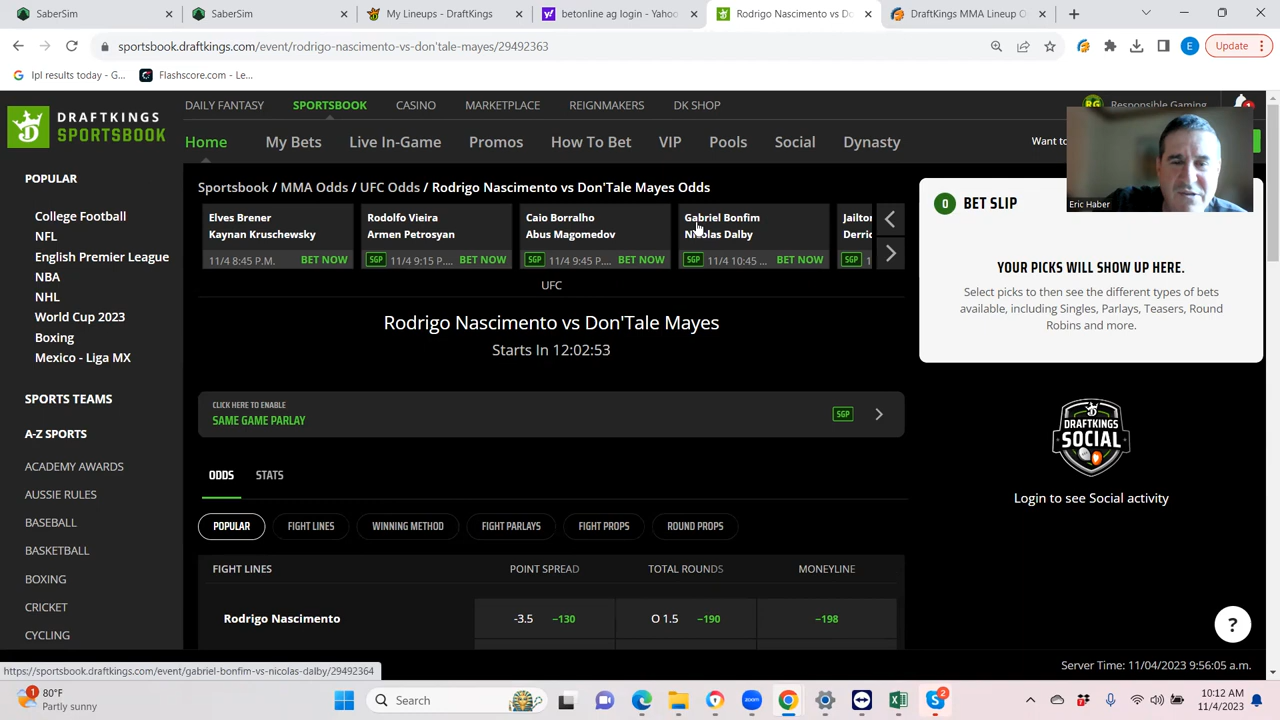 SaberSim
SaberSim
My Lineups - DraftKings
betonline ag login - Yahoo
Rodrigo Nascimento vs Do
DraftKings MMA Lineup O
sportsbook.draftkings.com/event/rodrigo-nascimento-vs-don'tale-mayes/29492363
E
Update
Ipl results today - G...
Flashscore.com - Le...
DRAFTKINGS
SPORTSBOOK
DAILY FANTASY
SPORTSBOOK
CASINO
MARKETPLACE
REIGNMAKERS
DK SHOP
RG
Responsible Gaming
1
Home
My Bets
Live In-Game
Promos
How To Bet
VIP
Pools
Social
Dynasty
Want to
Eric Haber
POPULAR
College Football
NFL
English Premier League
NBA
NHL
World Cup 2023
Boxing
Mexico - Liga MX
SPORTS TEAMS
A-Z SPORTS
ACADEMY AWARDS
AUSSIE RULES
BASEBALL
BASKETBALL
BOXING
CRICKET
CYCLING
Sportsbook / MMA Odds / UFC Odds / Rodrigo Nascimento vs Don'Tale Mayes Odds
Elves Brener
Kaynan Kruschewsky
11/4 8:45 P.M.
BET NOW
Rodolfo Vieira
Armen Petrosyan
SGP
11/4 9:15 P....
BET NOW
Caio Borralho
Abus Magomedov
SGP
11/4 9:45 P....
BET NOW
Gabriel Bonfim
Nicolas Dalby
SGP
11/4 10:45 ...
BET NOW
Jailto
Derric
SGP
1
UFC
Rodrigo Nascimento vs Don'Tale Mayes
Starts In 12:02:53
CLICK HERE TO ENABLE
SAME GAME PARLAY
SGP
ODDS
STATS
POPULAR
FIGHT LINES
WINNING METHOD
FIGHT PARLAYS
FIGHT PROPS
ROUND PROPS
FIGHT LINES
POINT SPREAD
TOTAL ROUNDS
MONEYLINE
Rodrigo Nascimento
-3.5 −130
O 1.5 −190
−198
0 BET SLIP
YOUR PICKS WILL SHOW UP HERE.
Select picks to then see the different types of bets
available, including Singles, Parlays, Teasers, Round
Robins and more.
DRAFTKINGS
SOCIAL
Login to see Social activity
?
https://sportsbook.draftkings.com/event/gabriel-bonfim-vs-nicolas-dalby/29492364
Server Time: 11/04/2023 9:56:05 a.m.
1
80°F
Partly sunny
Search
zoom
2
10:12 AM
11/4/2023